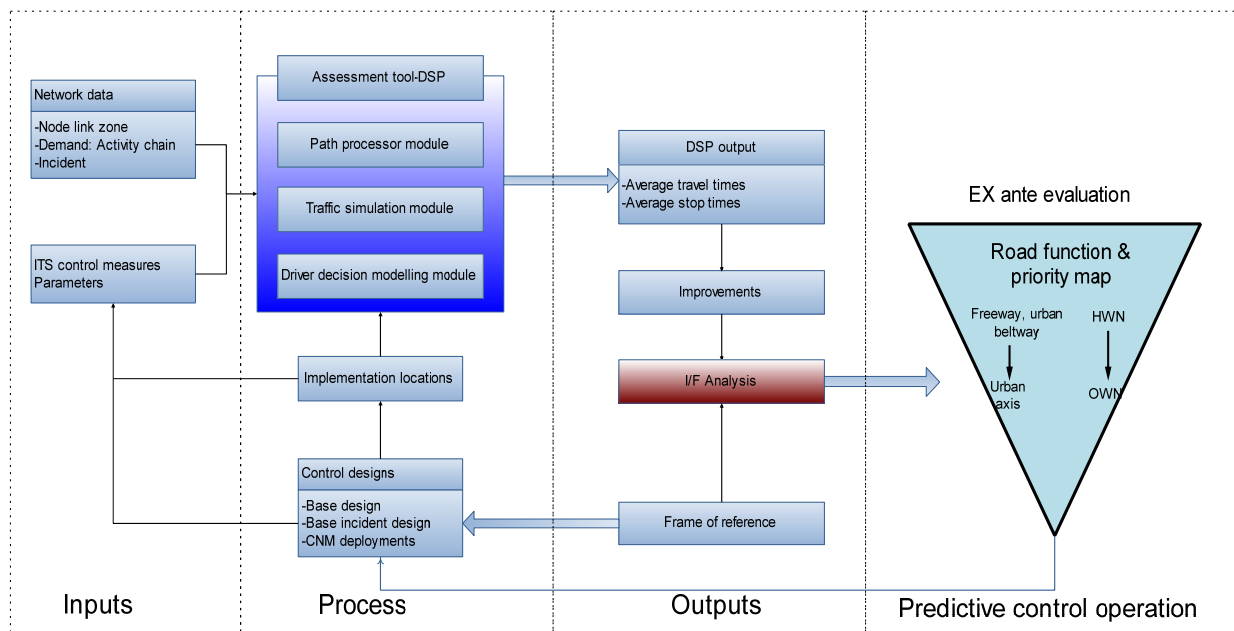 Network data
-Node link zone
-Demand: Activity chain
-Incident
ITS control measures
Parameters
Inputs
Assessment tool-DSP
Path processor module
Traffic simulation module
Driver decision modelling module
Implementation locations
Control designs
-Base design
-Base incident design
-CNM deployments
Process
DSP output
-Average travel times
-Average stop times
Improvements
I/F Analysis
Frame of reference
Outputs
EX ante evaluation
Road function &
priority map
Freeway, urban
beltway
Urban
axis
HWN
OWN
Predictive control operation